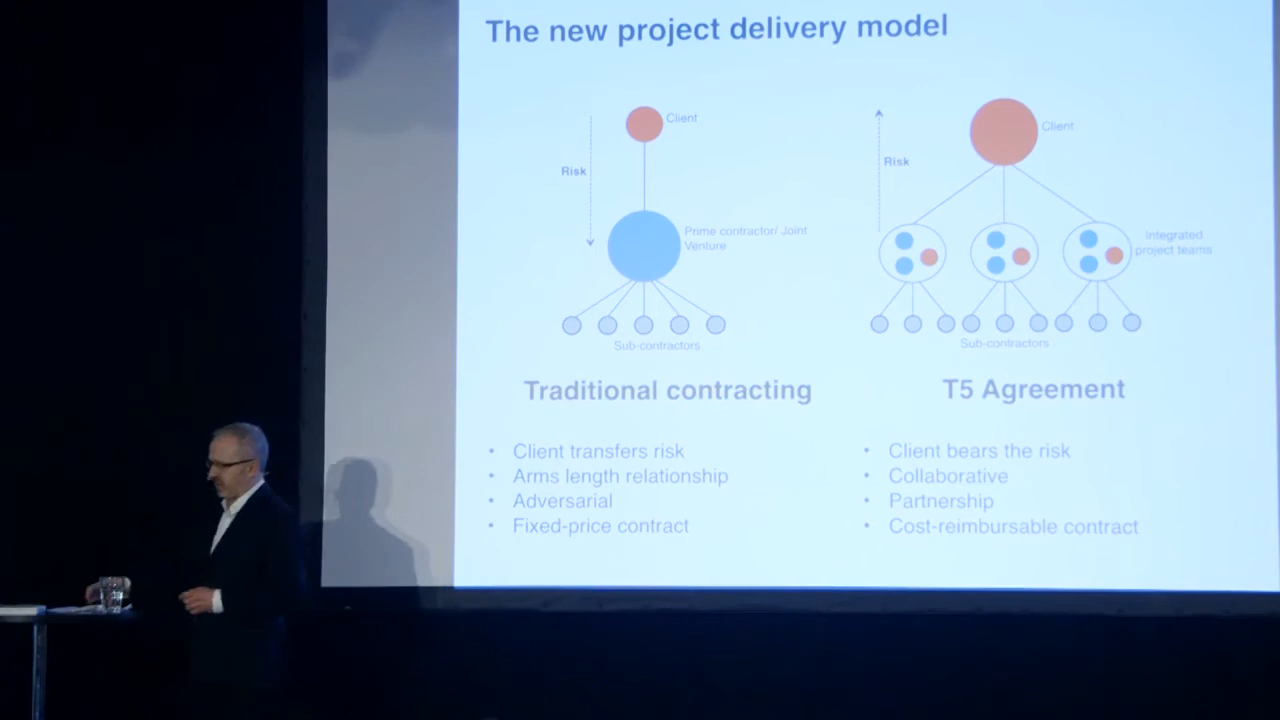 The new project delivery model
Client
Risk
Prime contractor/ Joint
Venture
Sub-contractors
Traditional contracting
• Client transfers risk
• Arms length relationship
• Adversarial
• Fixed-price contract
Client
Risk
Integrated
project teams
Sub-contractors
T5 Agreement
• Client bears the risk
• Collaborative
• Partnership
• Cost-reimbursable contract